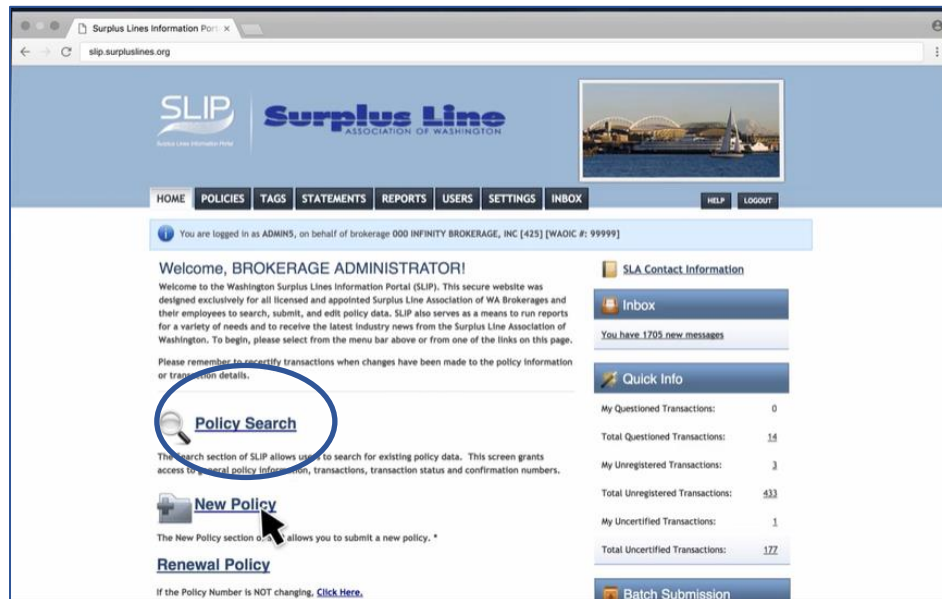 Surplus Lines Information Port
slip.surpluslines.org
SLIP
Surplus Lines Information Portal
Surplus Line
ASSOCIATION OF WASHINGTON
HOME POLICIES TAGS STATEMENTS REPORTS USERS SETTINGS INBOX HELP LOGOUT
You are logged in as ADMIN5, on behalf of brokerage 000 INFINITY BROKERAGE, INC [425] [WAOIC #: 99999]
Welcome, BROKERAGE ADMINISTRATOR!
Welcome to the Washington Surplus Lines Information Portal (SLIP). This secure website was
designed exclusively for all licensed and appointed Surplus Line Association of WA Brokerages and
their employees to search, submit, and edit policy data. SLIP also serves as a means to run reports
for a variety of needs and to receive the latest industry news from the Surplus Line Association of
Washington. To begin, please select from the menu bar above or from one of the links on this page.
Please remember to recertify transactions when changes have been made to the policy information
or transaction details.
Policy Search
The Search section of SLIP allows users to search for existing policy data. This screen grants
access to general policy information, transactions, transaction status and confirmation numbers.
New Policy
The New Policy section allows you to submit a new policy. *
Renewal Policy
If the Policy Number is NOT changing, Click Here.
SLA Contact Information
Inbox
You have 1705 new messages
Quick Info
My Questioned Transactions: 0
Total Questioned Transactions: 14
My Unregistered Transactions: 3
Total Unregistered Transactions: 433
My Uncertified Transactions: 1
Total Uncertified Transactions: 177
Batch Submission